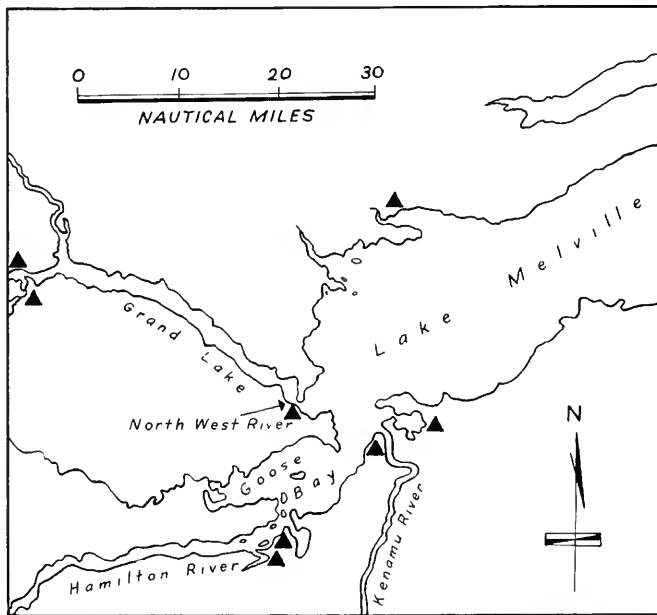 0 10 20 30
NAUTICAL MILES
Lake Melville
Grand Lake
North West River
N
Goose
Bay
Kenamu River
Hamilton River